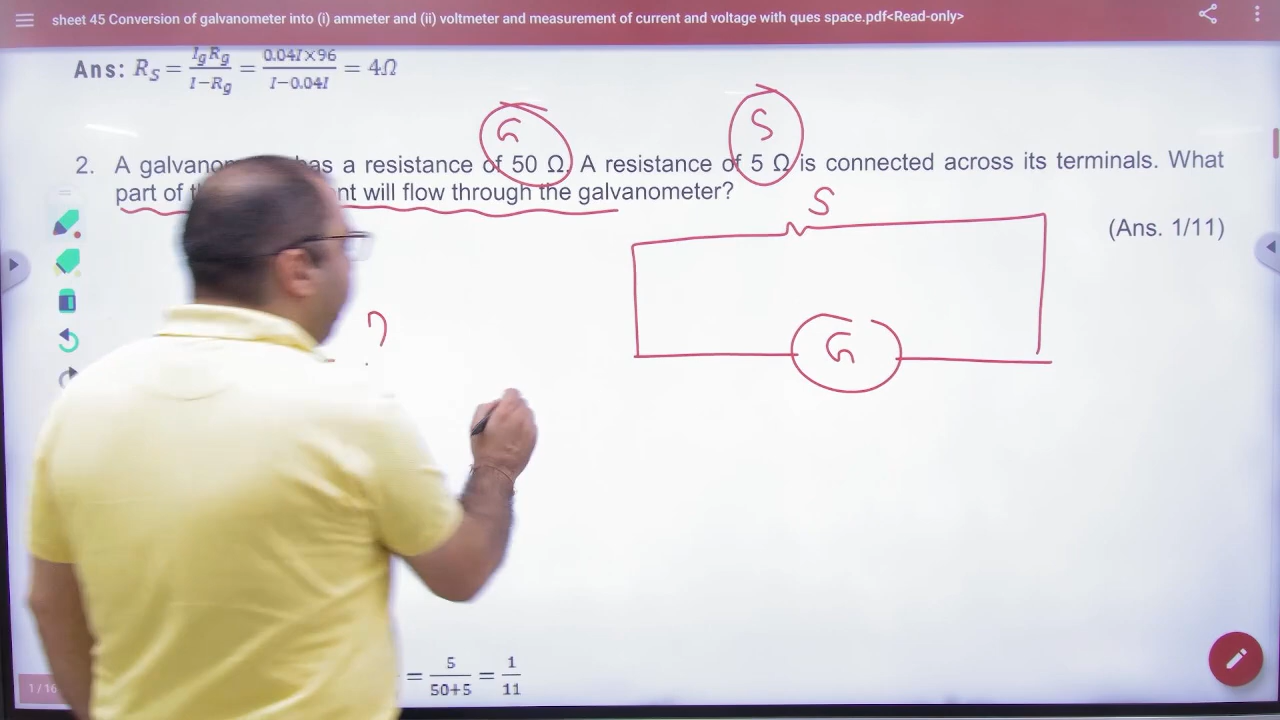 sheet 45 Conversion of galvanometer into (i) ammeter and (ii) voltmeter and measurement of current and voltage with ques space.pdf<Read-only>
Ans: R_S = I_gR_g / I−R_g = 0.04I×96 / I−0.04I = 4Ω
G S
2. A has a resistance of 50 Ω. A resistance of 5 Ω is connected across its terminals. What
part of will flow through the galvanometer?
S
(Ans. 1/11)
?
G
= 5 / 50+5 = 1 / 11
1 / 16